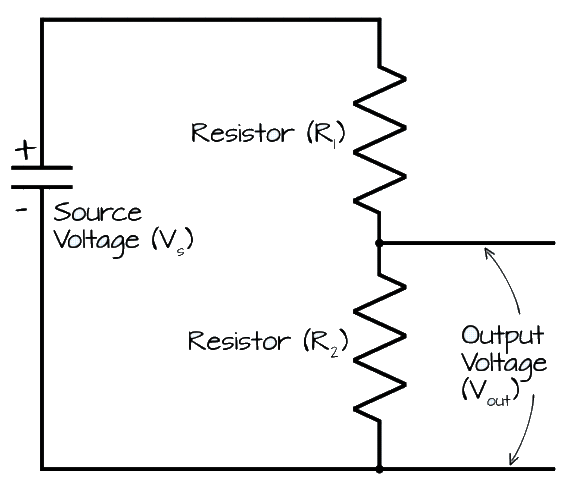 Resistor (R1)
+
-
Source
Voltage (Vs)
Resistor (R2)
Output
Voltage
(Vout)